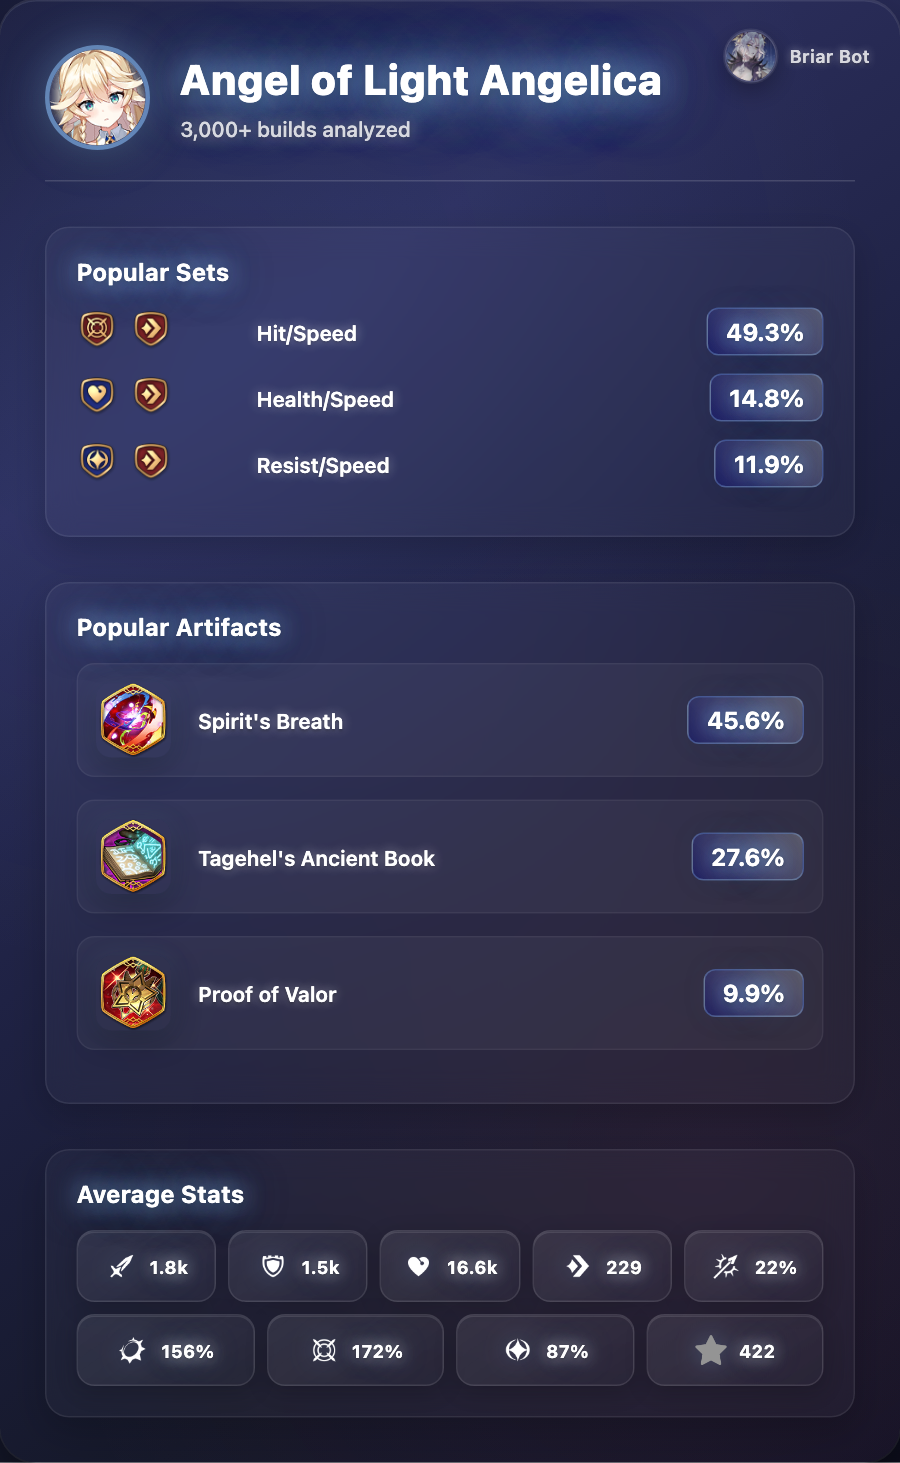 Angel of Light Angelica
3,000+ builds analyzed
Briar Bot
Popular Sets
Hit/Speed
49.3%
Health/Speed
14.8%
Resist/Speed
11.9%
Popular Artifacts
Spirit's Breath
45.6%
Tagehel's Ancient Book
27.6%
Proof of Valor
9.9%
Average Stats
1.8k
1.5k
16.6k
229
22%
156%
172%
87%
422